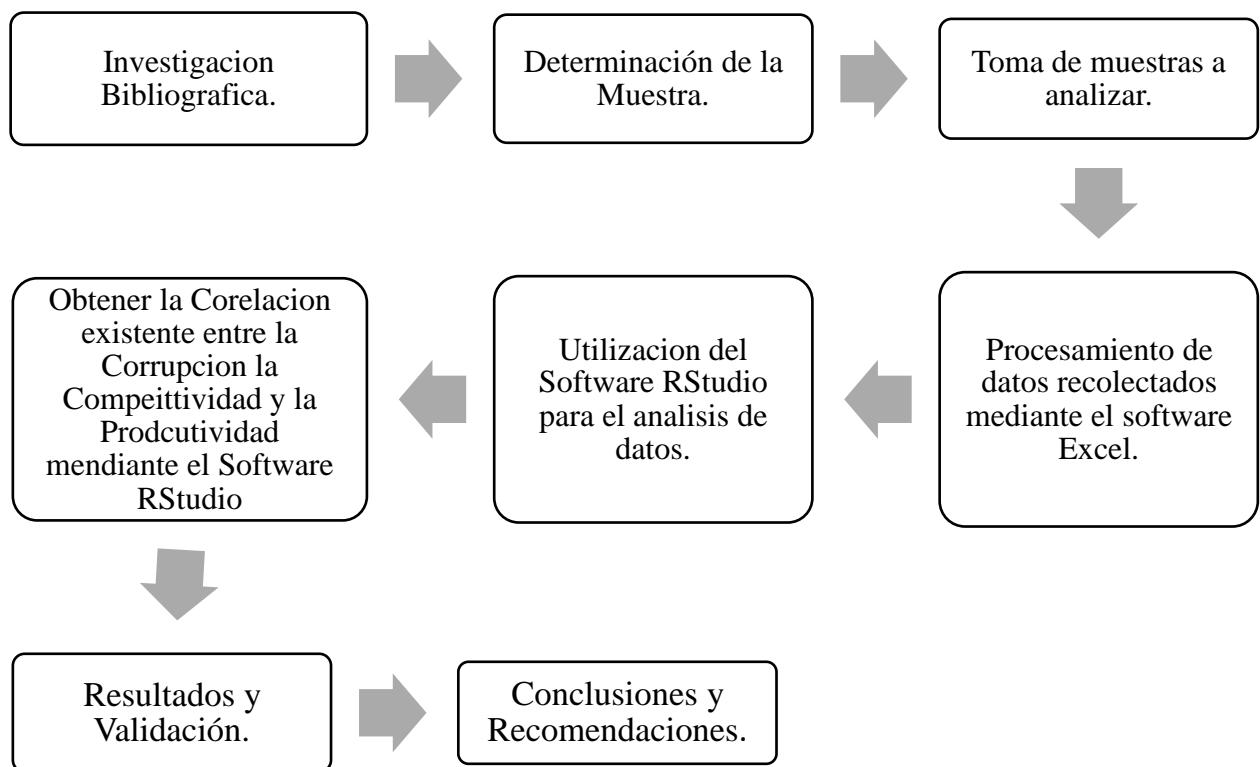 Investigacion
Bibliografica.
Determinación de la
Muestra.
Toma de muestras a
analizar.
Procesamiento de
datos recolectados
mediante el software
Excel.
Utilizacion del
Software RStudio
para el analisis de
datos.
Obtener la Corelacion
existente entre la
Corrupcion la
Compeittividad y la
Prodcutividad
mendiante el Software
RStudio
Resultados y
Validación.
Conclusiones y
Recomendaciones.